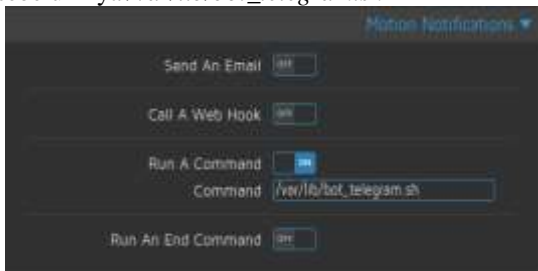 Motion Notifications
Send An Email OFF
Call A Web Hook OFF
Run A Command ON
Command /var/lib/bot_telegram.sh
Run An End Command OFF